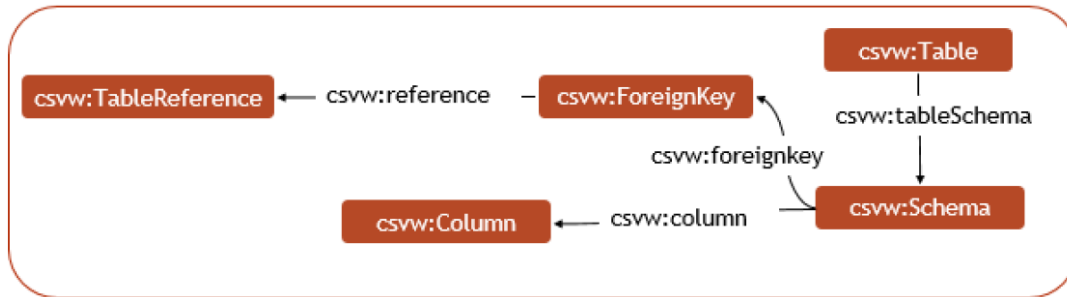 csvw:Table
csvw:TableReference
csvw:reference
csvw:ForeignKey
csvw:tableSchema
csvw:foreignkey
csvw:Schema
csvw:Column
csvw:column